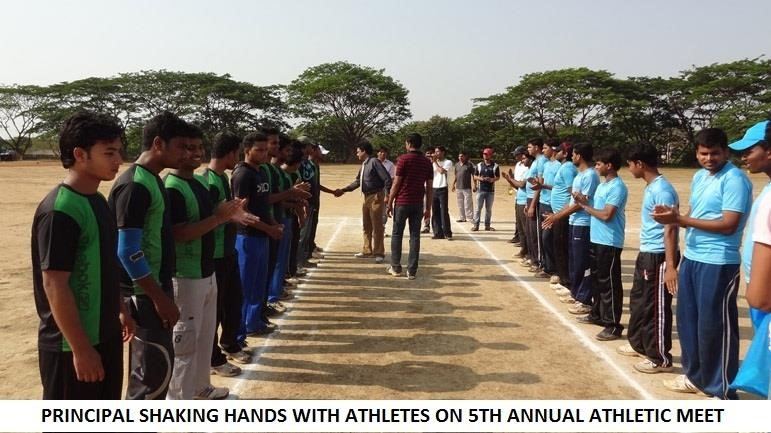 PRINCIPAL SHAKING HANDS WITH ATHLETES ON 5TH ANNUAL ATHLETIC MEET